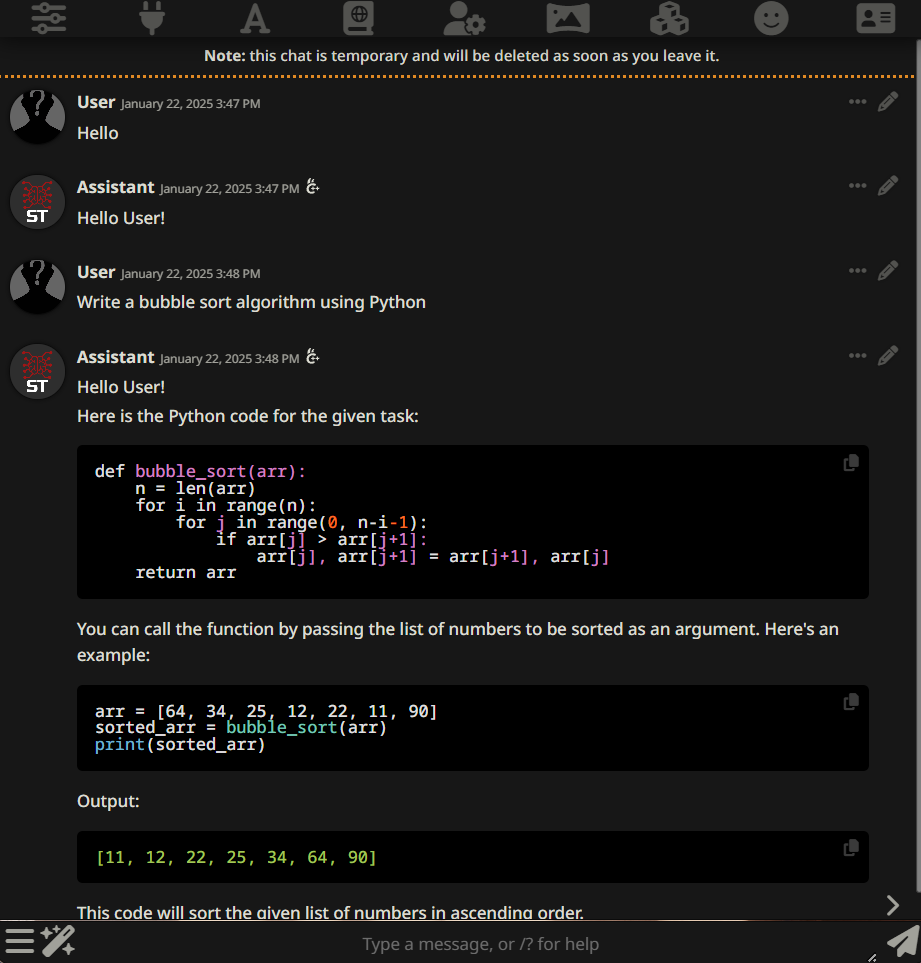 Note: this chat is temporary and will be deleted as soon as you leave it.
User January 22, 2025 3:47 PM
Hello
Assistant January 22, 2025 3:47 PM
ST
Hello User!
User January 22, 2025 3:48 PM
Write a bubble sort algorithm using Python
Assistant January 22, 2025 3:48 PM
ST
Hello User!
Here is the Python code for the given task:
def bubble_sort(arr):
    n = len(arr)
    for i in range(n):
        for j in range(0, n-i-1):
            if arr[j] > arr[j+1]:
                arr[j], arr[j+1] = arr[j+1], arr[j]
    return arr
You can call the function by passing the list of numbers to be sorted as an argument. Here's an
example:
arr = [64, 34, 25, 12, 22, 11, 90]
sorted_arr = bubble_sort(arr)
print(sorted_arr)
Output:
[11, 12, 22, 25, 34, 64, 90]
This code will sort the given list of numbers in ascending order.
Type a message, or /? for help